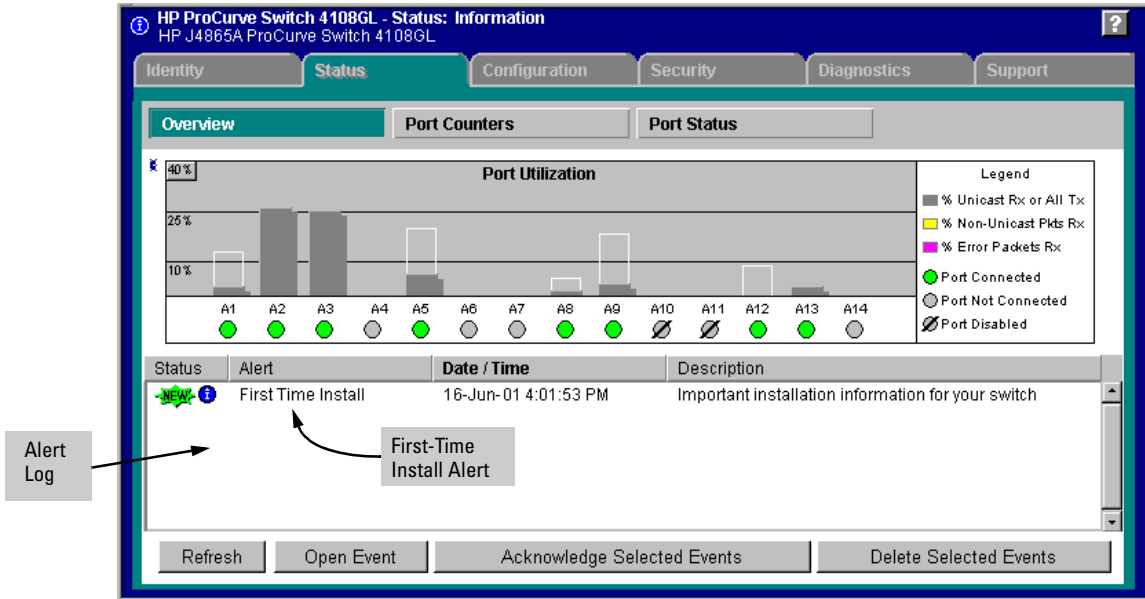 HP ProCurve Switch 4108GL - Status: Information
HP J4865A ProCurve Switch 4108GL
?
Identity Status Configuration Security Diagnostics Support
Overview Port Counters Port Status
Port Utilization
40 %
25 %
10 %
A1 A2 A3 A4 A5 A6 A7 A8 A9 A10 A11 A12 A13 A14
Legend
% Unicast Rx or All Tx
% Non-Unicast Pkts Rx
% Error Packets Rx
Port Connected
Port Not Connected
Port Disabled
Status Alert Date / Time Description
NEW First Time Install 16-Jun-01 4:01:53 PM Important installation information for your switch
Alert
Log
First-Time
Install Alert
Refresh Open Event Acknowledge Selected Events Delete Selected Events